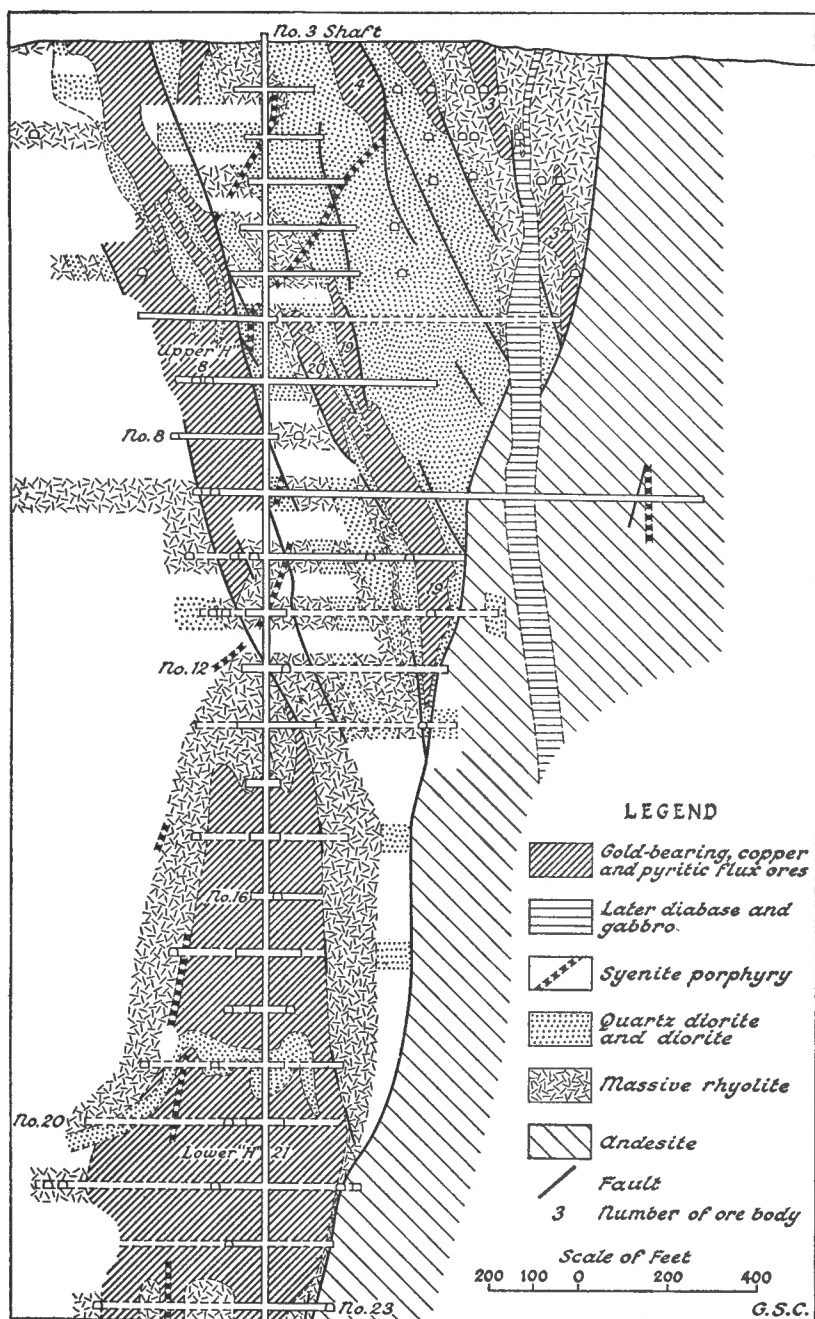 No. 3 Shaft
4
3
3
Upper "H"
8
19
20
No. 8
19
No. 12
No. 16
No. 20
Lower "H" 21
No. 23
LEGEND
Gold-bearing, copper
and pyritic flux ores
Later diabase and
gabbro.
Syenite porphyry
Quartz diorite
and diorite
Massive rhyolite
Andesite
Fault
3 Number of ore body
Scale of Feet
200 100 0 200 400
G.S.C.